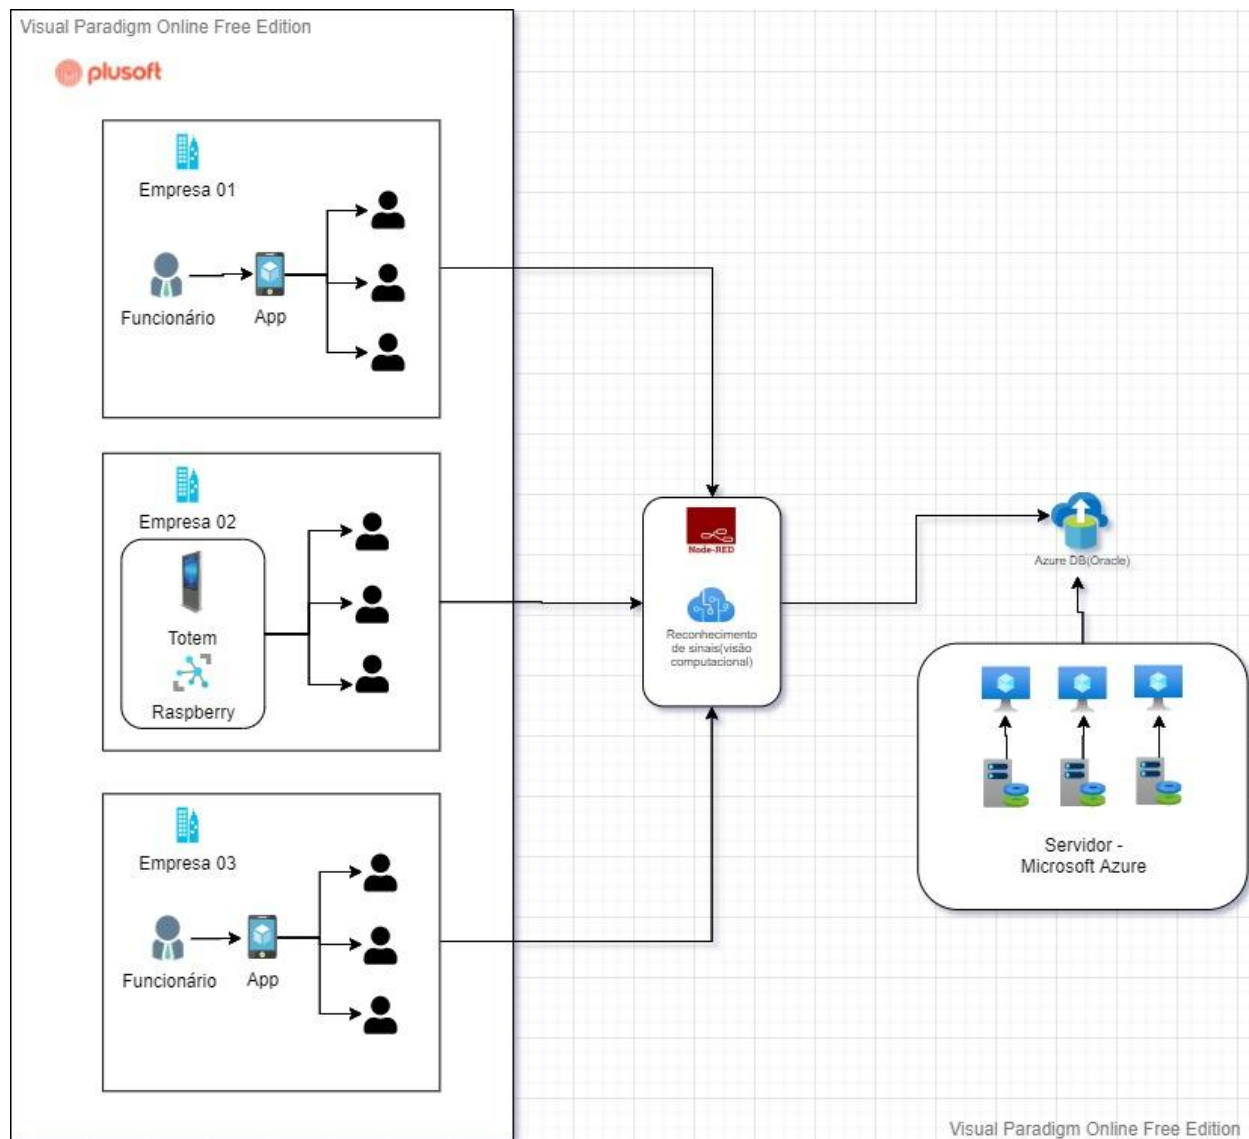 Visual Paradigm Online Free Edition
plusoft
Empresa 01
Funcionário
App
Empresa 02
Totem
Raspberry
Empresa 03
Funcionário
App
Node-RED
Reconhecimento
de sinais(visão
computacional)
Azure DB(Oracle)
Servidor -
Microsoft Azure
Visual Paradigm Online Free Edition